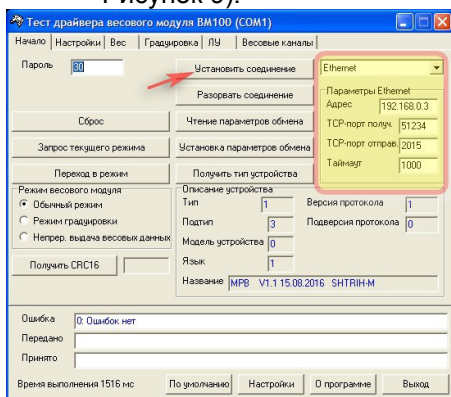 Рисунок 3).
Тест драйвера весового модуля ВМ100 (COM1)
Начало Настройки Вес Градуировка ЛУ Весовые каналы
Пароль 30 Установить соединение Ethernet
Разорвать соединение Параметры Ethernet
Адрес 192.168.0.3
Сброс Чтение параметров обмена TCP-порт получ. 51234
Запрос текущего режима Установка параметров обмена TCP-порт отправ. 2015
Переход в режим Получить тип устройства Таймаут 1000
Режим весового модуля Описание устройства
Обычный режим Тип 1 Версия протокола 1
Режим градуировки Подтип 3 Подверсия протокола 0
Непрер. выдача весовых данных Модель устройства 0
Получить CRC16 Язык 1
Название MPB V1.1 15.08.2016 SHTRIH-M
Ошибка 0: Ошибок нет
Передано
Принято
Время выполнения 1516 мс По умолчанию Настройки О программе Выход